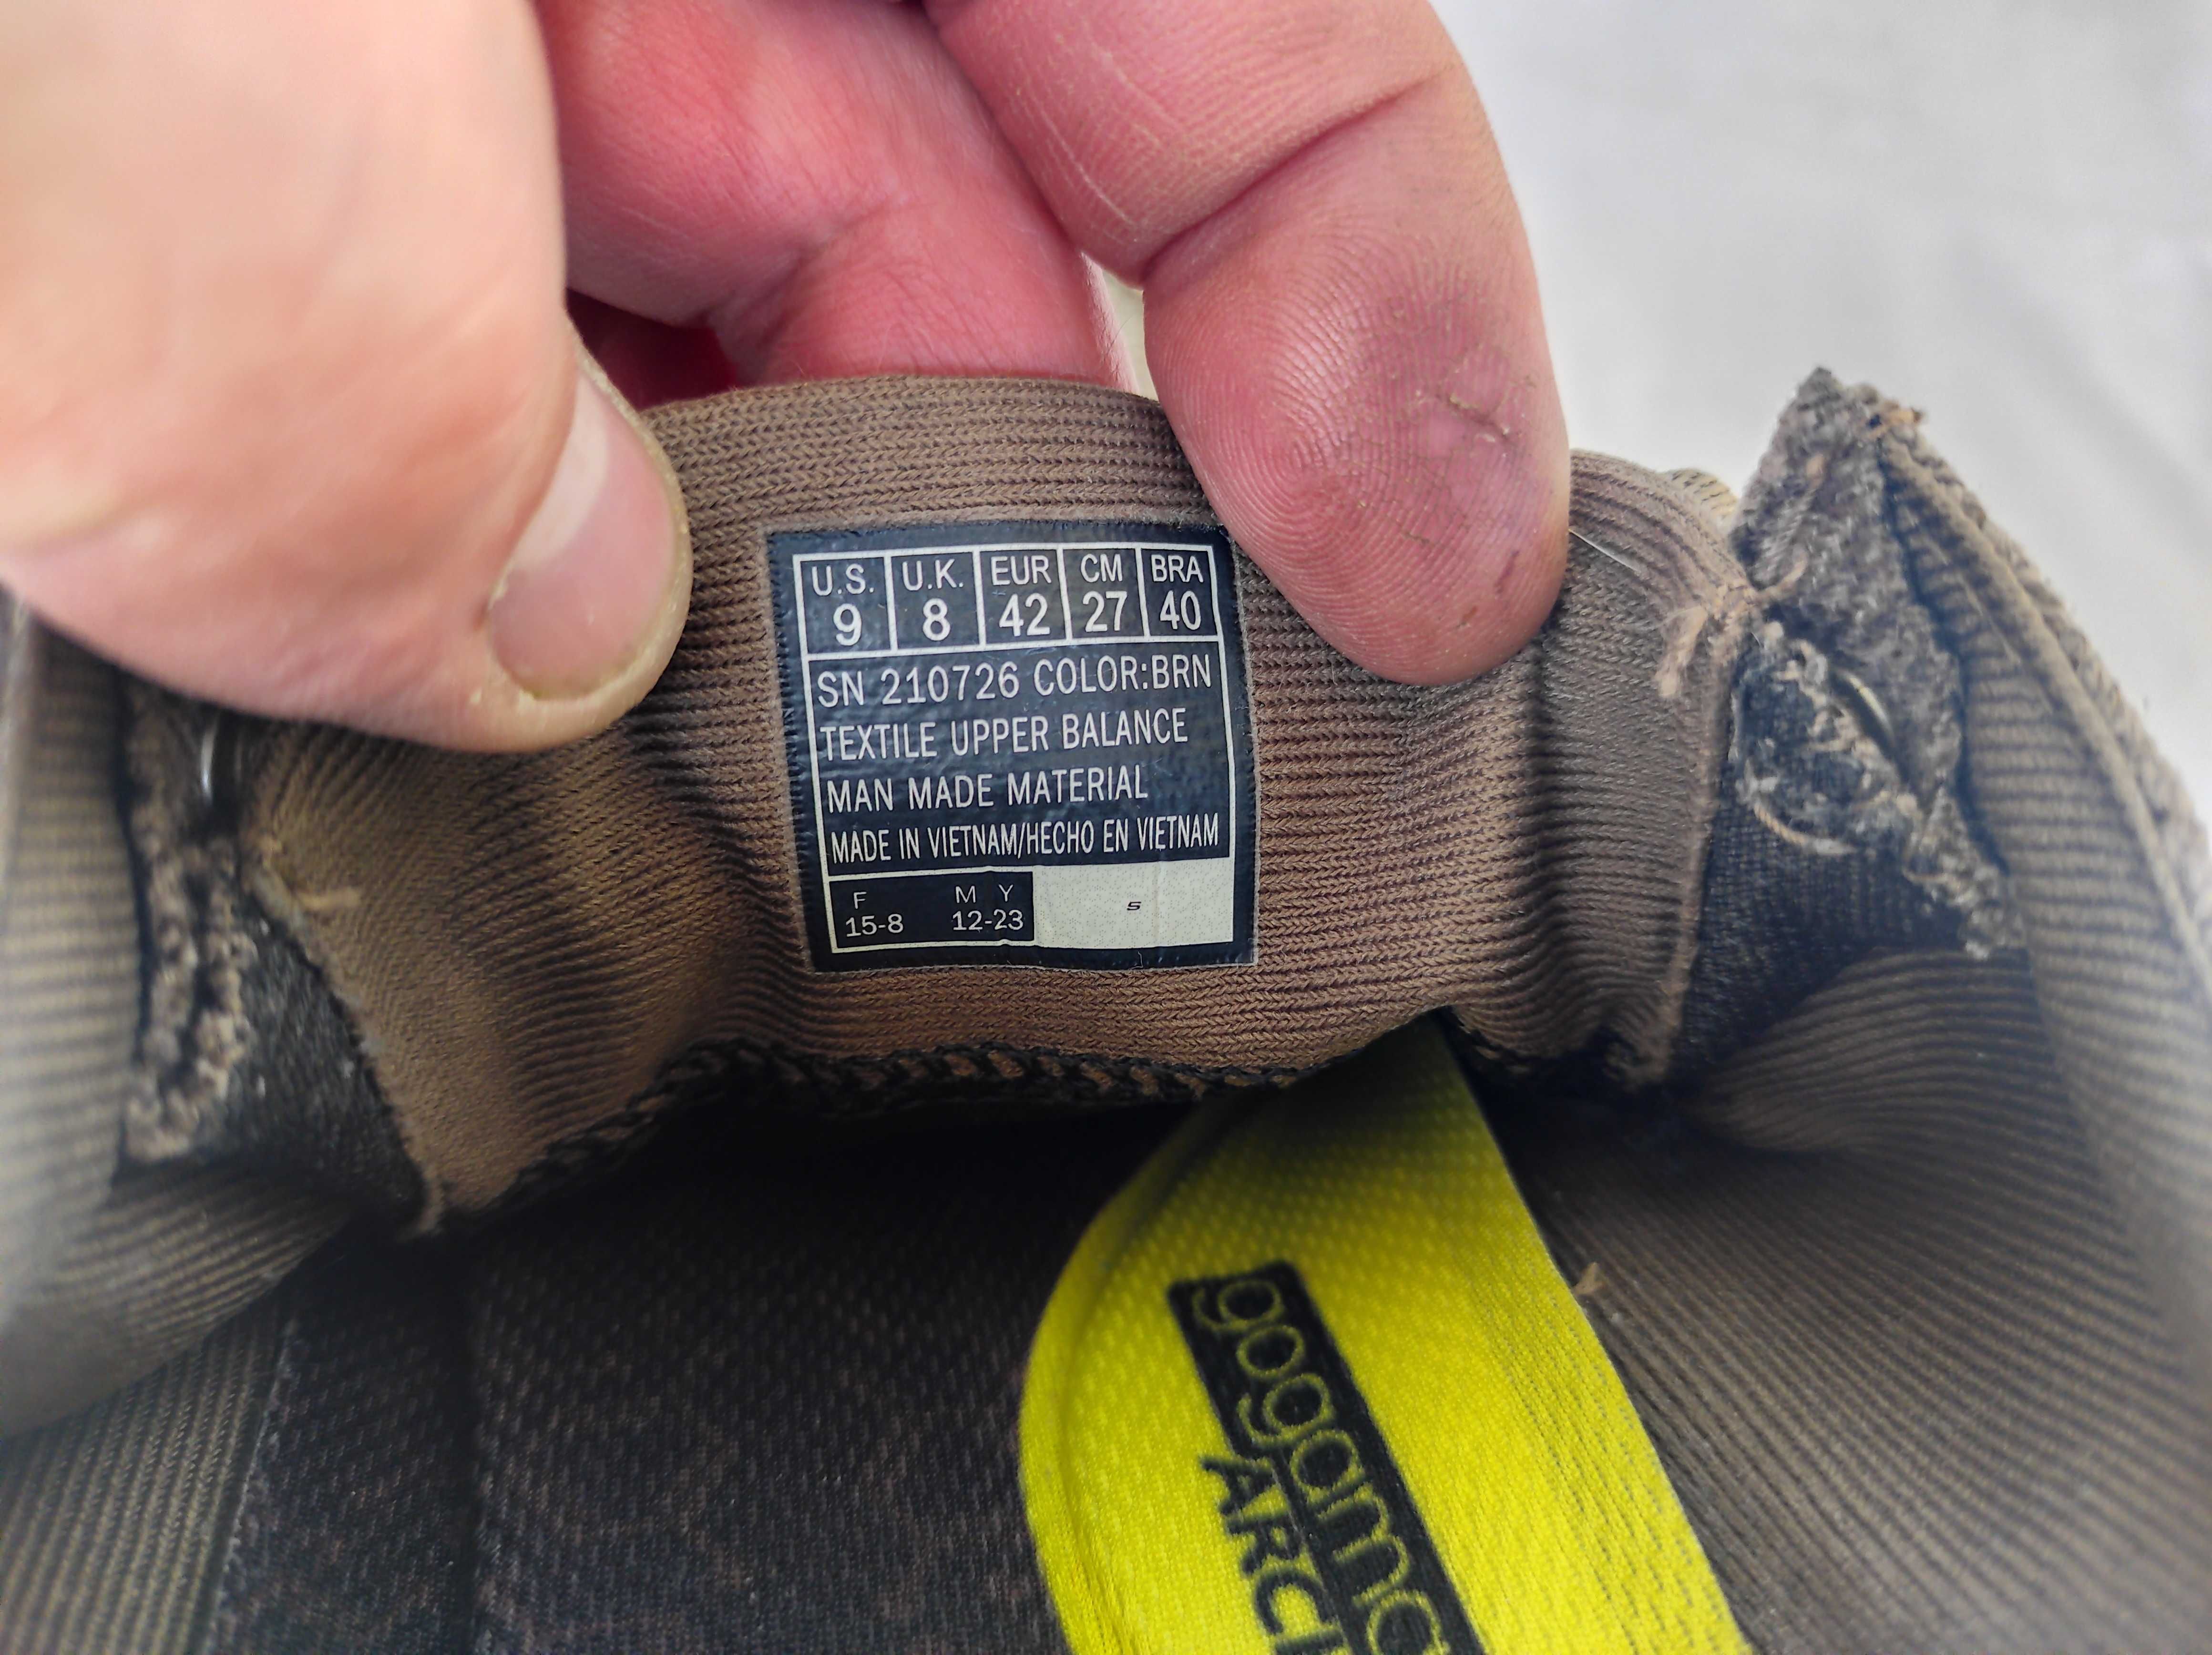 U.S. U.K. EUR CM BRA
9 8 42 27 40
SN 210726 COLOR:BRN
TEXTILE UPPER BALANCE
MAN MADE MATERIAL
MADE IN VIETNAM/HECHO EN VIETNAM
F M Y
15-8 12-23 S